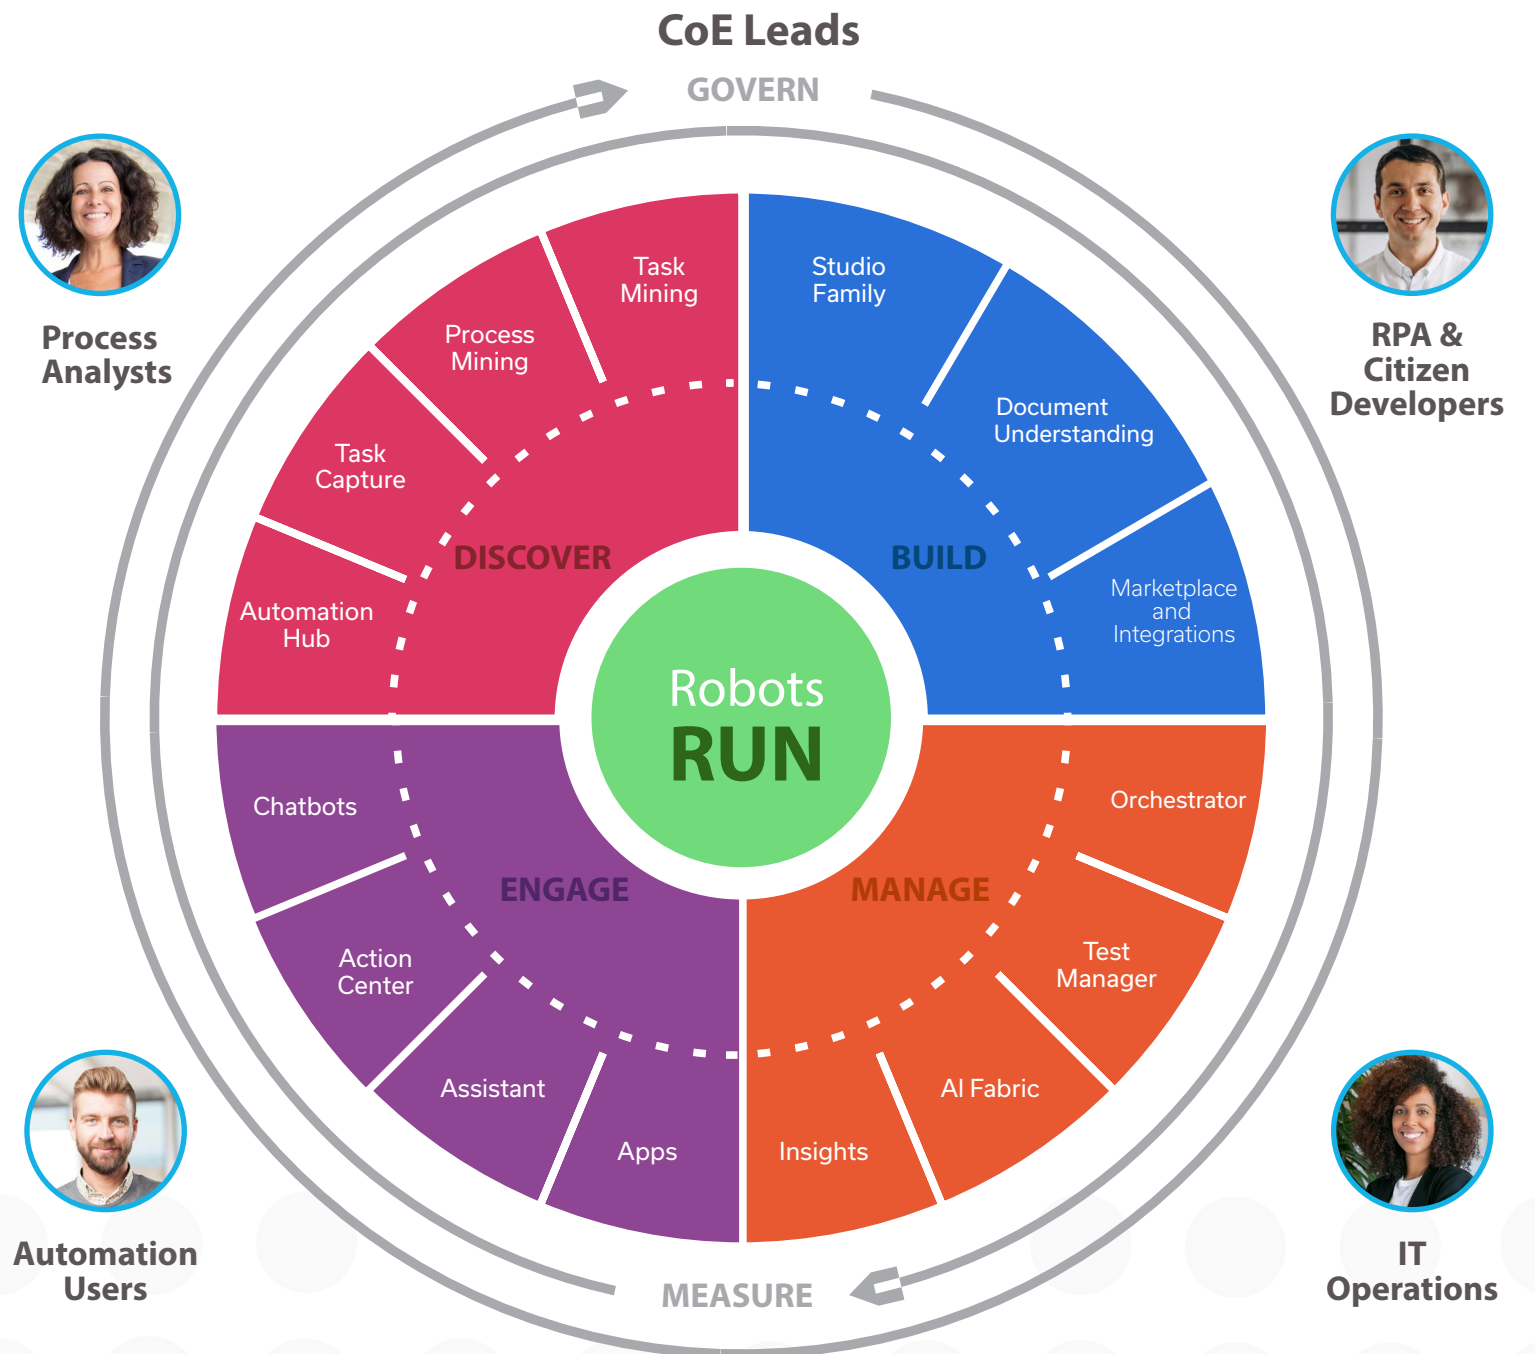 CoE Leads
GOVERN
Process
Analysts
RPA &
Citizen
Developers
Task
Mining
Process
Mining
Task
Capture
Automation
Hub
DISCOVER
Studio
Family
Document
Understanding
Marketplace
and
Integrations
BUILD
Robots
RUN
Chatbots
Action
Center
Assistant
Apps
ENGAGE
Orchestrator
Test
Manager
AI Fabric
Insights
MANAGE
Automation
Users
IT
Operations
MEASURE